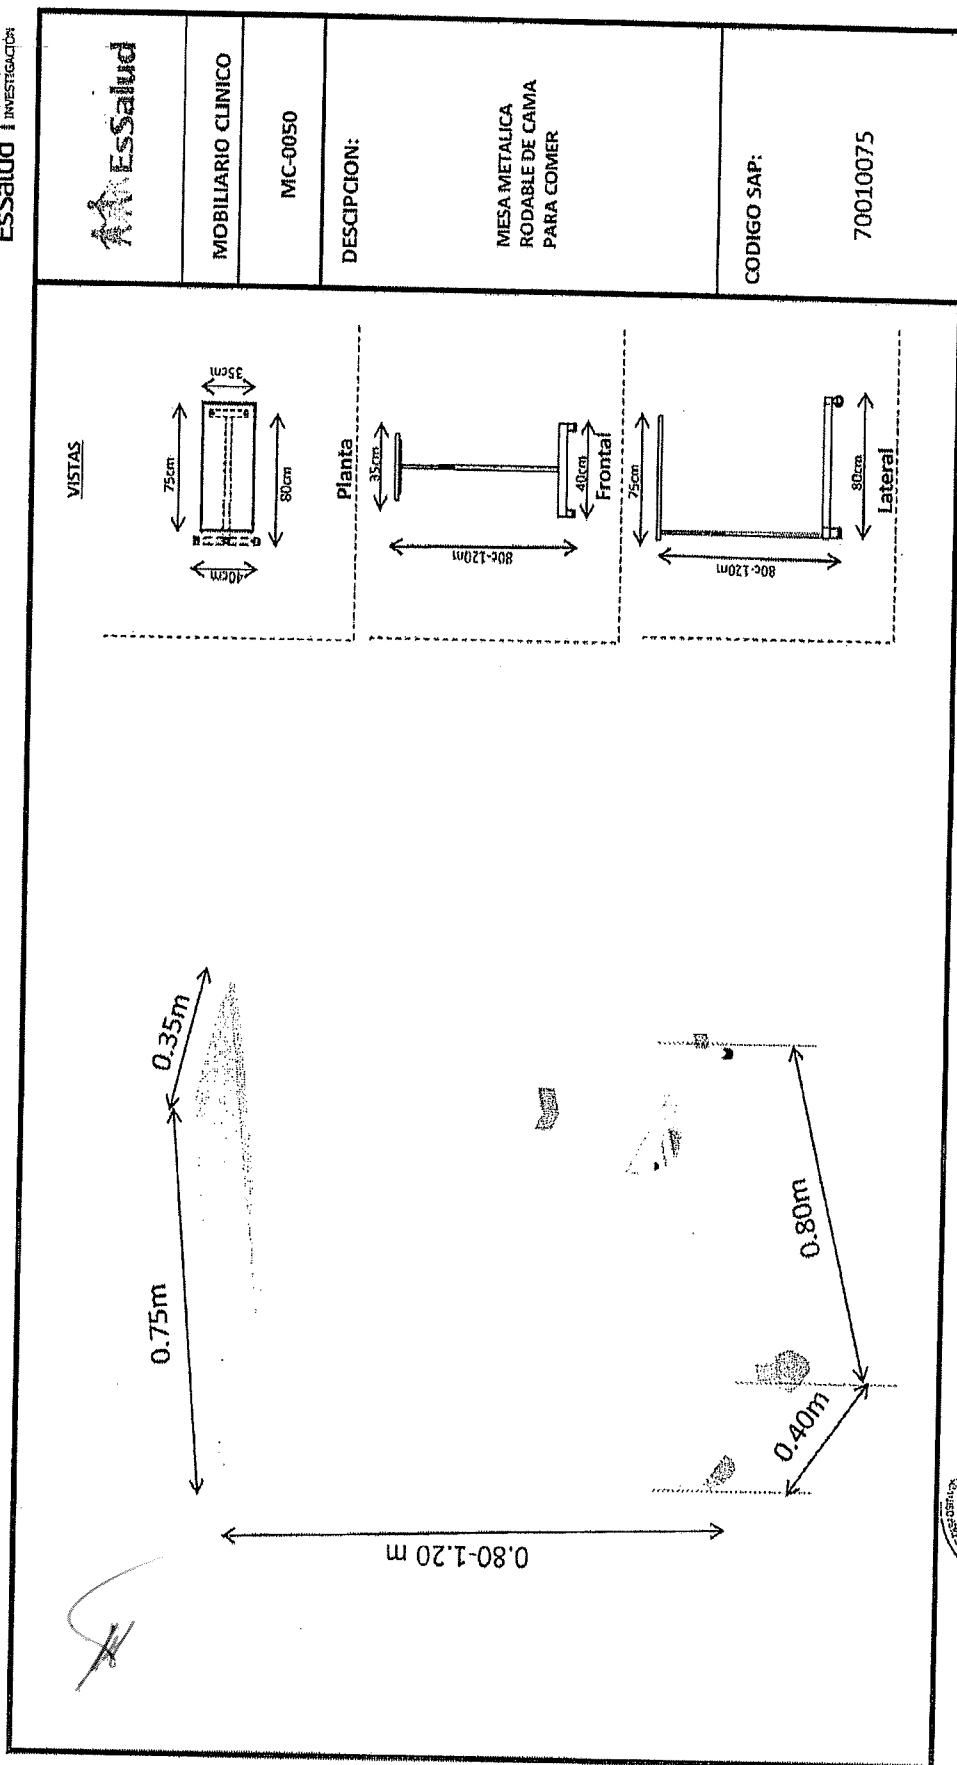 EsSalud | INVESTIGACIÓN
EsSalud
MOBILIARIO CLINICO
MC-0050
DESCIPCION:
MESA METALICA
RODABLE DE CAMA
PARA COMER
CODIGO SAP:
70010075
VISTAS
75cm
35cm
40cm
80cm
Planta
35cm
80c-120m
40cm
Frontal
75cm
80c-120m
80cm
Lateral
0.75m
0.35m
0.80-1.20 m
0.40m
0.80m